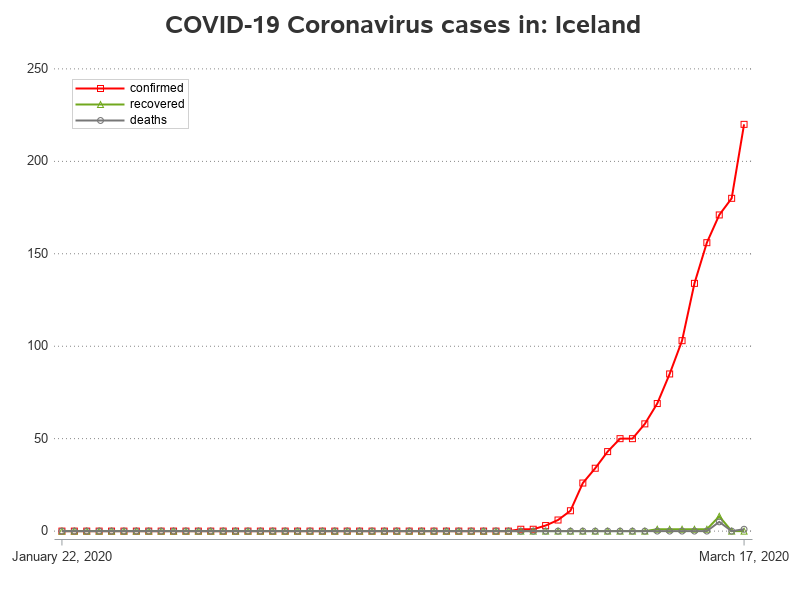 COVID-19 Coronavirus cases in: Iceland
250
confirmed
recovered
deaths
200
150
100
50
0
January 22, 2020
March 17, 2020